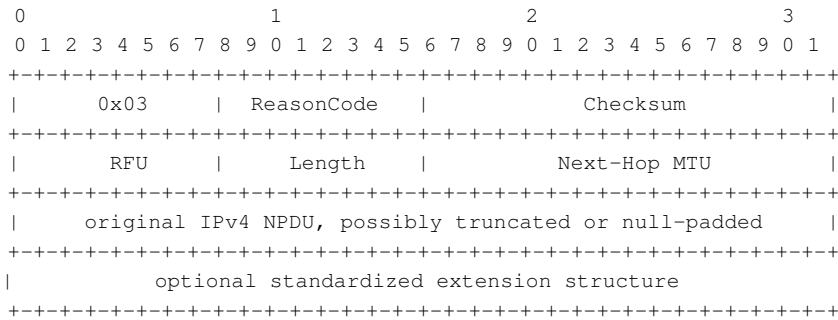 0 1 2 3
0 1 2 3 4 5 6 7 8 9 0 1 2 3 4 5 6 7 8 9 0 1 2 3 4 5 6 7 8 9 0 1
+-+-+-+-+-+-+-+-+-+-+-+-+-+-+-+-+-+-+-+-+-+-+-+-+-+-+-+-+-+-+-+-+
| 0x03 | ReasonCode | Checksum |
+-+-+-+-+-+-+-+-+-+-+-+-+-+-+-+-+-+-+-+-+-+-+-+-+-+-+-+-+-+-+-+-+
| RFU | Length | Next-Hop MTU |
+-+-+-+-+-+-+-+-+-+-+-+-+-+-+-+-+-+-+-+-+-+-+-+-+-+-+-+-+-+-+-+-+
| original IPv4 NPDU, possibly truncated or null-padded |
+-+-+-+-+-+-+-+-+-+-+-+-+-+-+-+-+-+-+-+-+-+-+-+-+-+-+-+-+-+-+-+-+
| optional standardized extension structure
+-+-+-+-+-+-+-+-+-+-+-+-+-+-+-+-+-+-+-+-+-+-+-+-+-+-+-+-+-+-+-+-+